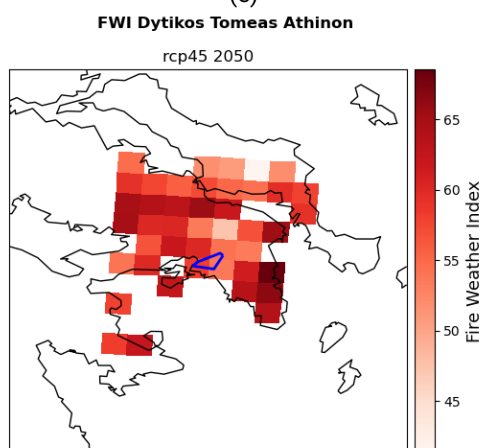 (c)
FWI Dytikos Tomeas Athinon
rcp45 2050
65
60
55
50
45
Fire Weather Index